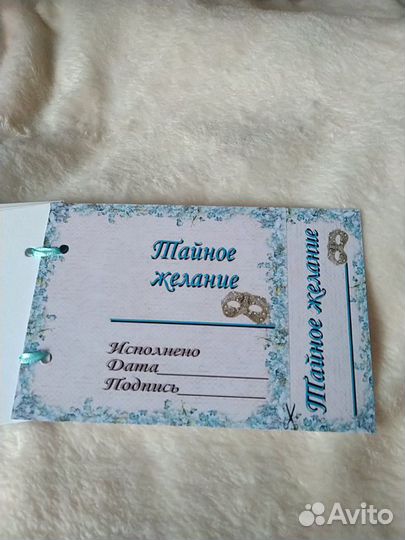 Тайное
желание
Исполнено
Дата
Подпись
Тайное желание
Avito